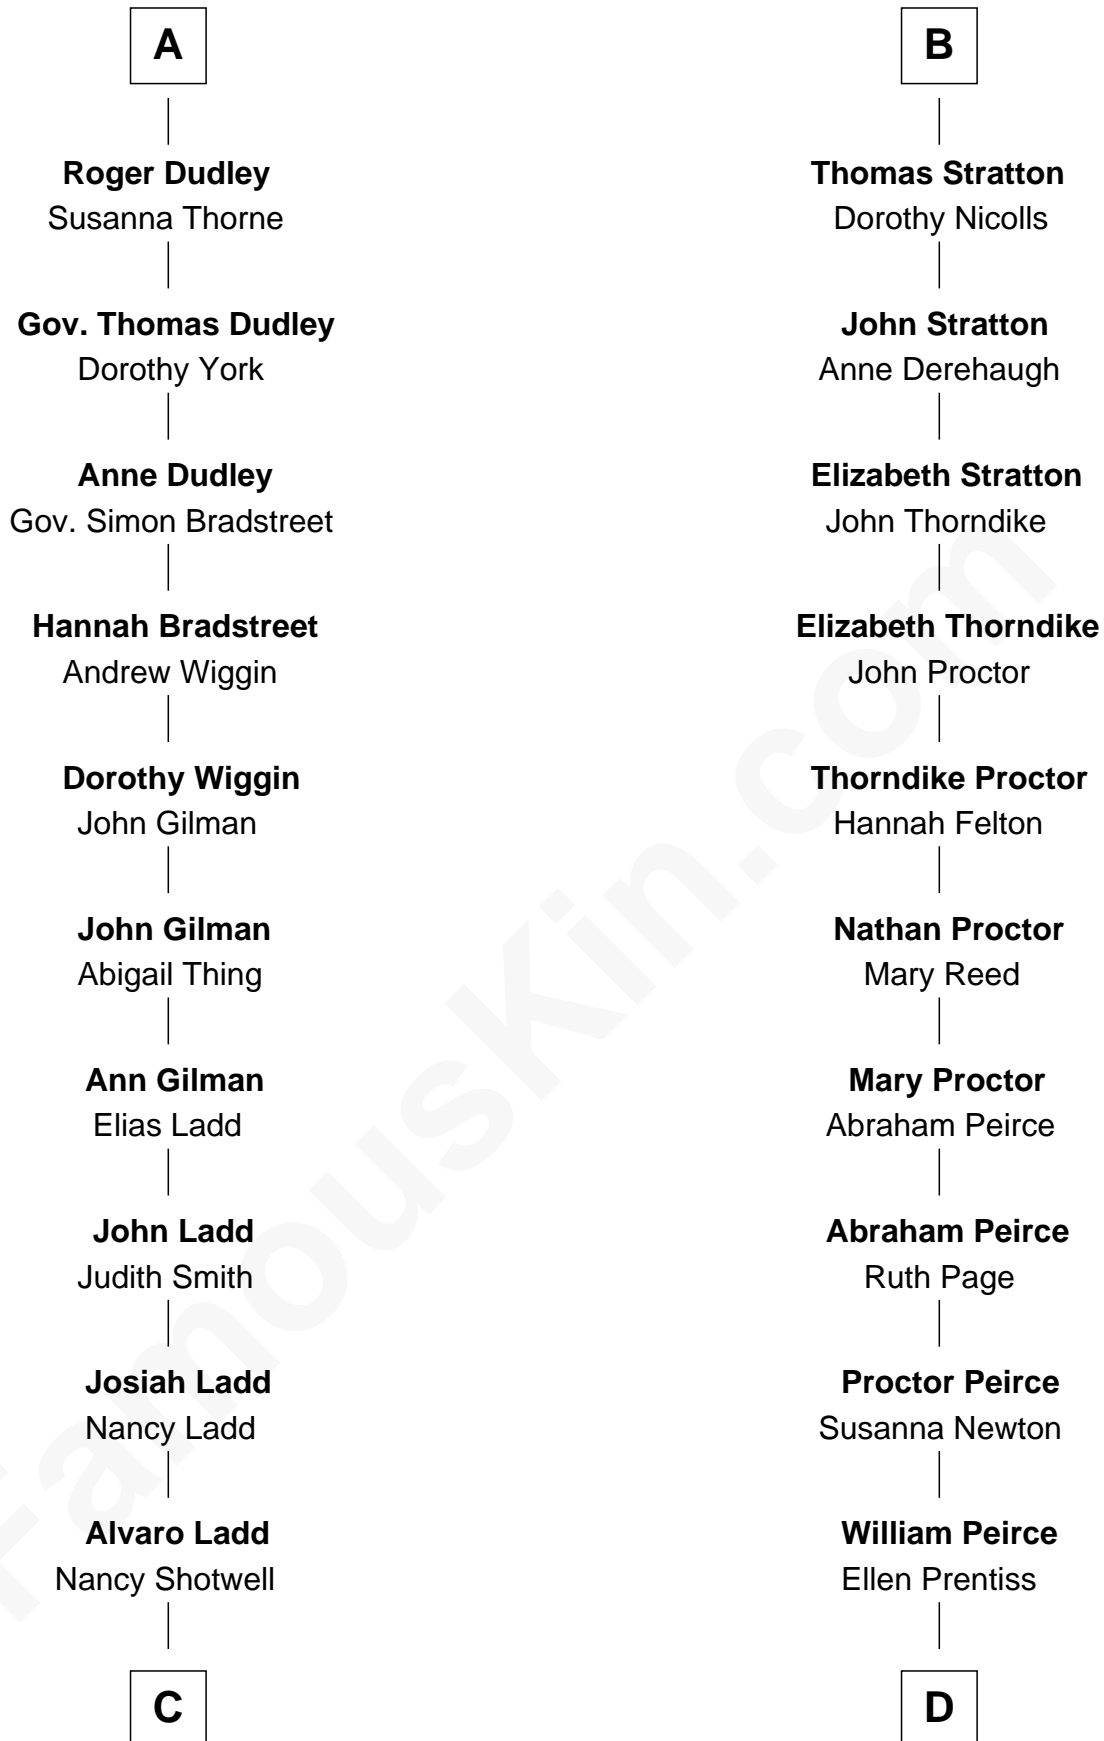 A
Roger Dudley
Susanna Thorne
Gov. Thomas Dudley
Dorothy York
Anne Dudley
Gov. Simon Bradstreet
Hannah Bradstreet
Andrew Wiggin
Dorothy Wiggin
John Gilman
John Gilman
Abigail Thing
Ann Gilman
Elias Ladd
John Ladd
Judith Smith
Josiah Ladd
Nancy Ladd
Alvaro Ladd
Nancy Shotwell
C
B
Thomas Stratton
Dorothy Nicolls
John Stratton
Anne Derehaugh
Elizabeth Stratton
John Thorndike
Elizabeth Thorndike
John Proctor
Thorndike Proctor
Hannah Felton
Nathan Proctor
Mary Reed
Mary Proctor
Abraham Peirce
Abraham Peirce
Ruth Page
Proctor Peirce
Susanna Newton
William Peirce
Ellen Prentiss
D
FamousKin.com